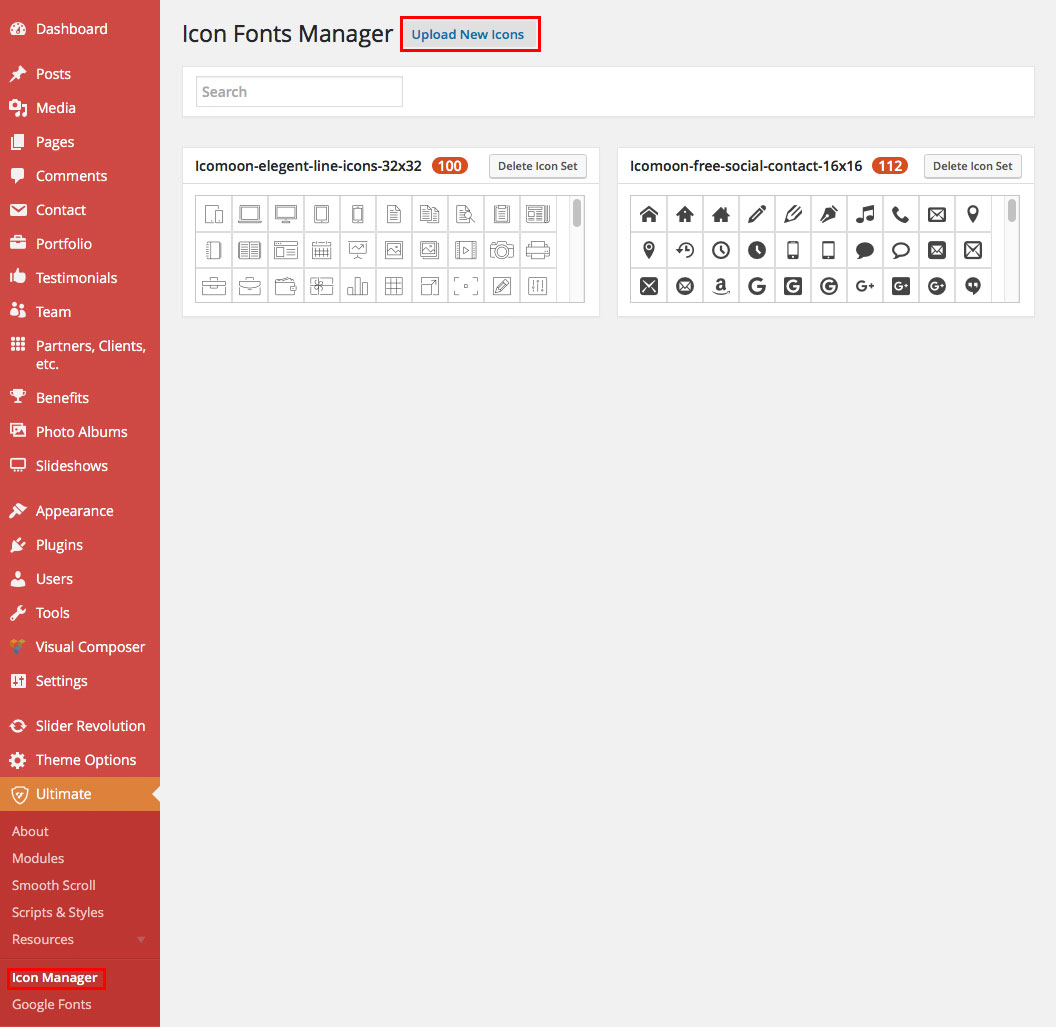 Dashboard
Posts
Media
Pages
Comments
Contact
Portfolio
Testimonials
Team
Partners, Clients,
etc.
Benefits
Photo Albums
Slideshows
Appearance
Plugins
Users
Tools
Visual Composer
Settings
Slider Revolution
Theme Options
Ultimate
About
Modules
Smooth Scroll
Scripts & Styles
Resources
Icon Manager
Google Fonts
Icon Fonts Manager Upload New Icons
Search
Icomoon-elegent-line-icons-32x32 100 Delete Icon Set
Icomoon-free-social-contact-16x16 112 Delete Icon Set